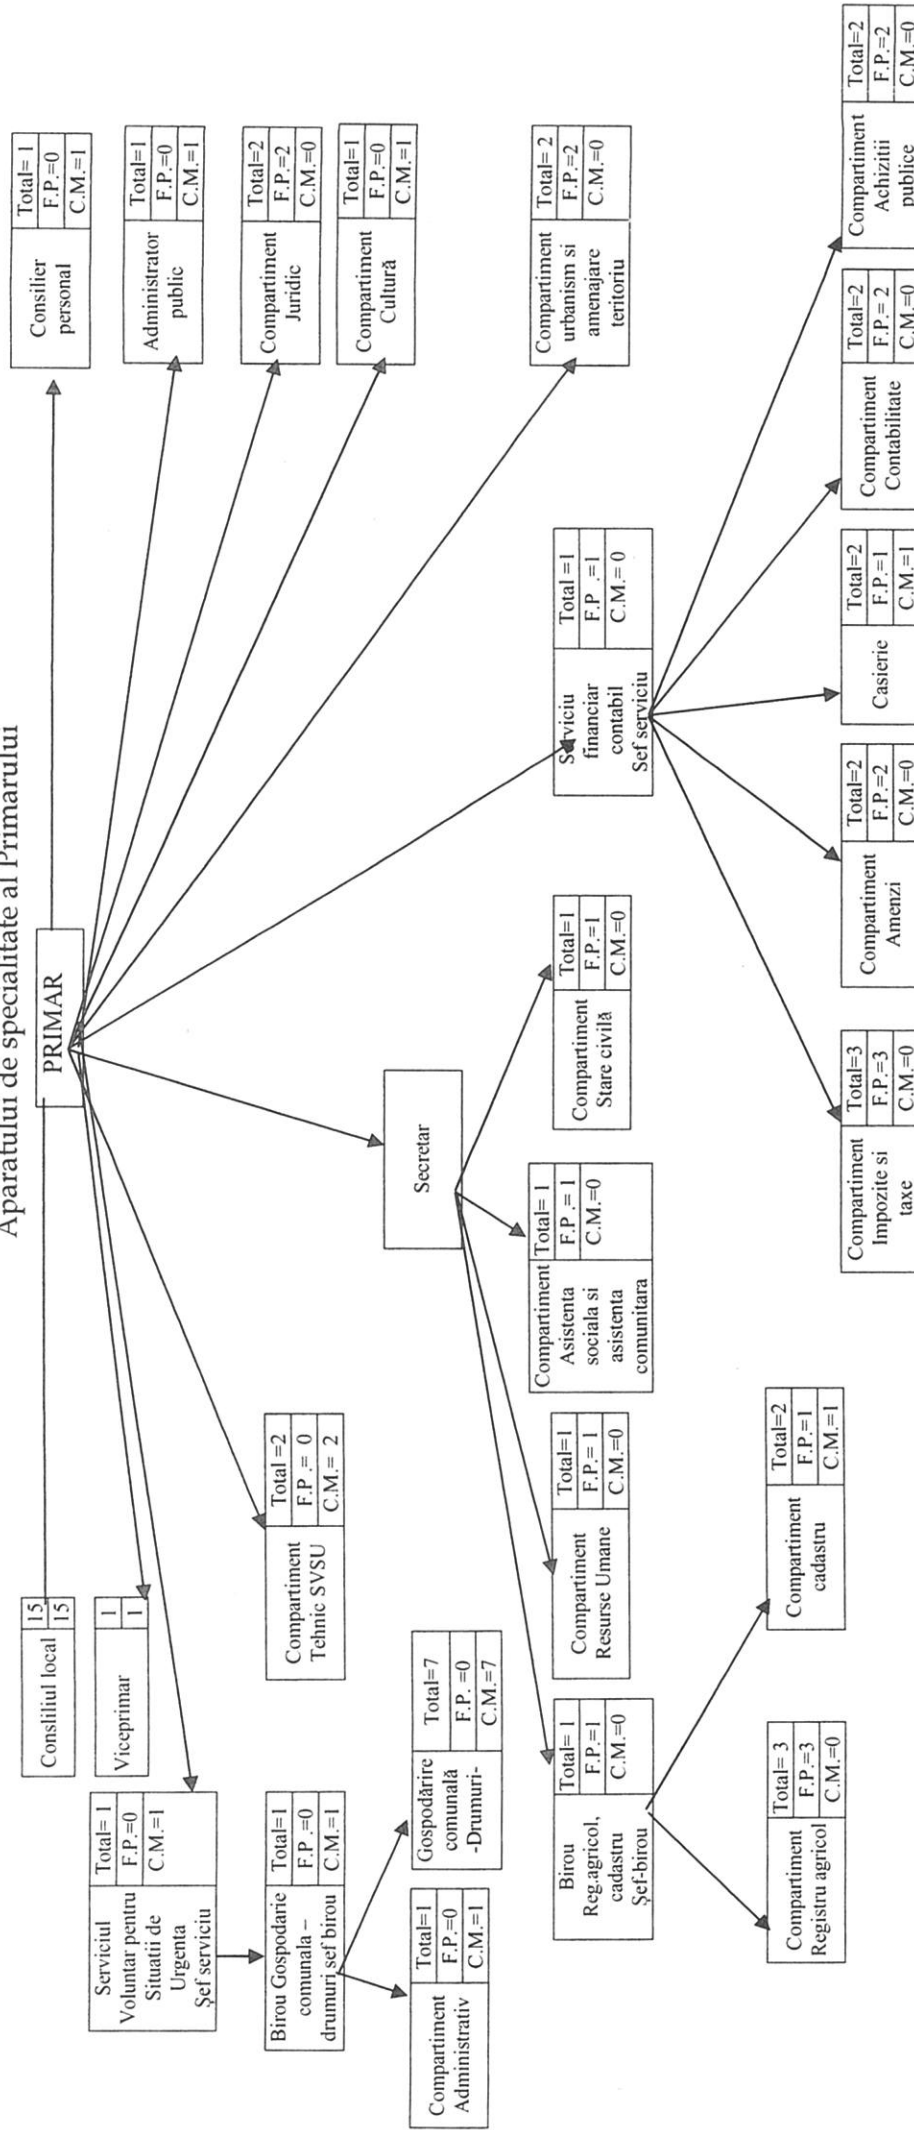 Aparatului de specialitate al Primarului
PRIMAR
Consliliul local
15
15
Viceprimar
1
1
Serviciul
Voluntar pentru
Situatii de
Urgenta
Şef serviciu
Total= 1
F.P.=0
C.M.=1
Birou Gospodarie
comunala –
drumuri sef birou
Total=1
F.P.=0
C.M.=1
Compartiment
Administrativ
Total=1
F.P.=0
C.M.=1
Gospodărire
comunală
-Drumuri-
Total=7
F.P. =0
C.M.=7
Compartiment
Tehnic SVSU
Total =2
F.P .= 0
C.M.= 2
Consilier
personal
Total= 1
F.P.=0
C.M.=1
Administrator
public
Total=1
F.P.=0
C.M.=1
Compartiment
Juridic
Total=2
F.P.=2
C.M.=0
Compartiment
Cultură
Total=1
F.P.=0
C.M.=1
Compartiment
urbanism si
amenajare
teritoriu
Total= 2
F.P.=2
C.M.=0
Secretar
Birou
Reg.agricol,
cadastru
Şef-birou
Total= 1
F.P.=1
C.M.=0
Compartiment
Resurse Umane
Total=1
F.P.= 1
C.M.=0
Compartiment
Asistenta
sociala si
asistenta
comunitara
Total= 1
F.P.= 1
C.M.=0
Compartiment
Stare civilă
Total=1
F.P.=1
C.M.=0
Serviciu
financiar
contabil
Sef serviciu
Total =1
F.P .=1
C.M.= 0
Compartiment
Registru agricol
Total= 3
F.P.=3
C.M.=0
Compartiment
cadastru
Total=2
F.P.=1
C.M.=1
Compartiment
Impozite si
taxe
Total=3
F.P.=3
C.M.=0
Compartiment
Amenzi
Total=2
F.P.=2
C.M.=0
Casierie
Total=2
F.P.=1
C.M.=1
Compartiment
Contabilitate
Total=2
F.P.= 2
C.M.=0
Compartiment
Achizitii
publice
Total=2
F.P.=2
C.M.=0